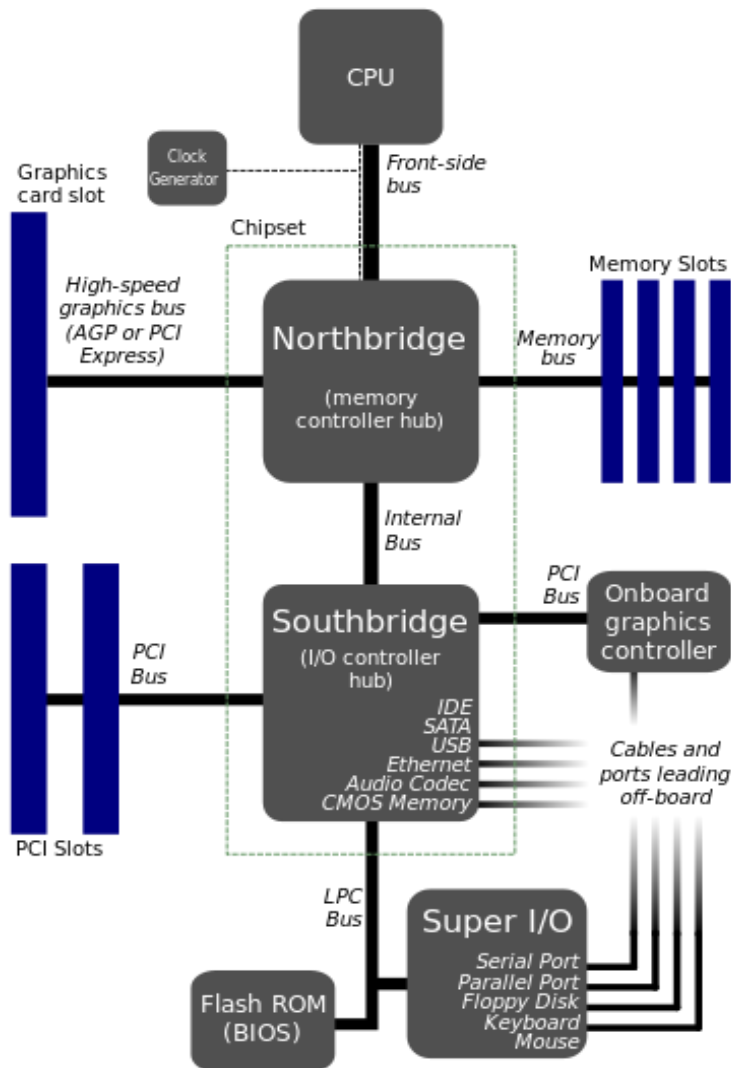 CPU
Clock
Generator
Front-side
bus
Graphics
card slot
Chipset
High-speed
graphics bus
(AGP or PCI
Express)
Northbridge
(memory
controller hub)
Memory
bus
Memory Slots
Internal
Bus
Southbridge
(I/O controller
hub)
PCI
Bus
Onboard
graphics
controller
PCI
Bus
IDE
SATA
USB
Ethernet
Audio Codec
CMOS Memory
Cables and
ports leading
off-board
PCI Slots
LPC
Bus
Super I/O
Serial Port
Parallel Port
Floppy Disk
Keyboard
Mouse
Flash ROM
(BIOS)